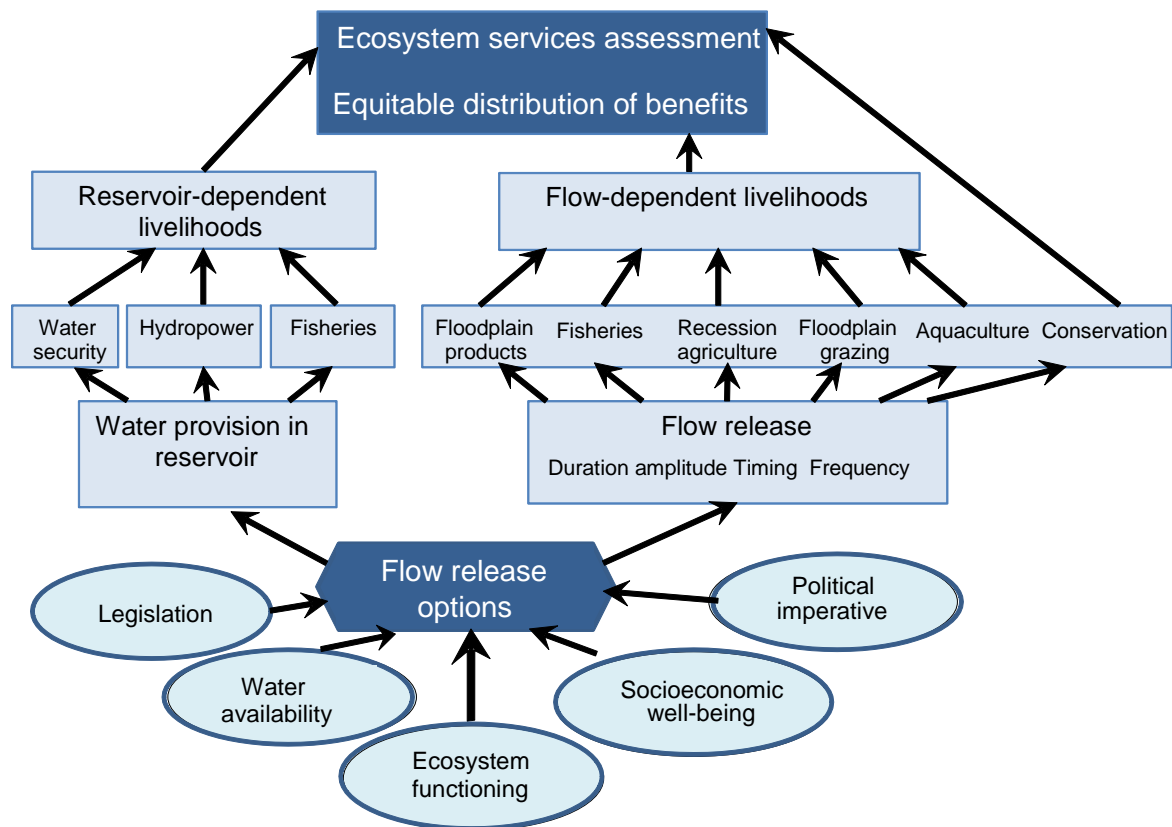 Ecosystem services assessment
Equitable distribution of benefits
Reservoir-dependent
livelihoods
Flow-dependent livelihoods
Water
security
Hydropower
Fisheries
Floodplain
products
Fisheries
Recession
agriculture
Floodplain
grazing
Aquaculture
Conservation
Water provision in
reservoir
Flow release
Duration amplitude Timing Frequency
Flow release
options
Legislation
Political
imperative
Water
availability
Socioeconomic
well-being
Ecosystem
functioning